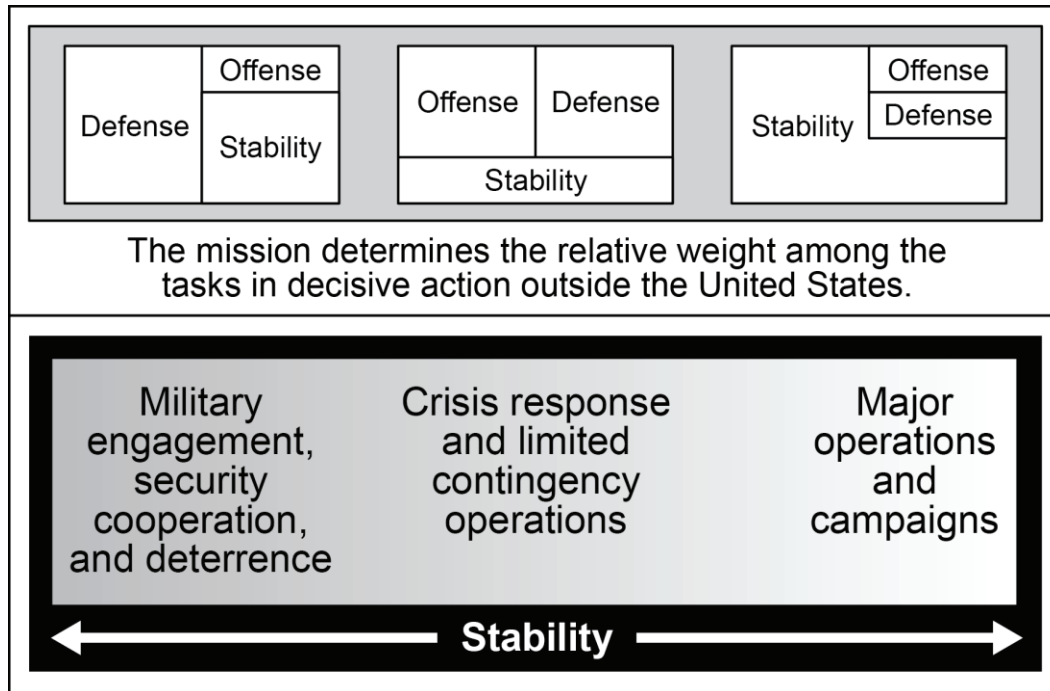 Defense
Offense
Stability
Offense
Defense
Stability
Stability
Offense
Defense
The mission determines the relative weight among the
tasks in decisive action outside the United States.
Military
engagement,
security
cooperation,
and deterrence
Crisis response
and limited
contingency
operations
Major
operations
and
campaigns
Stability